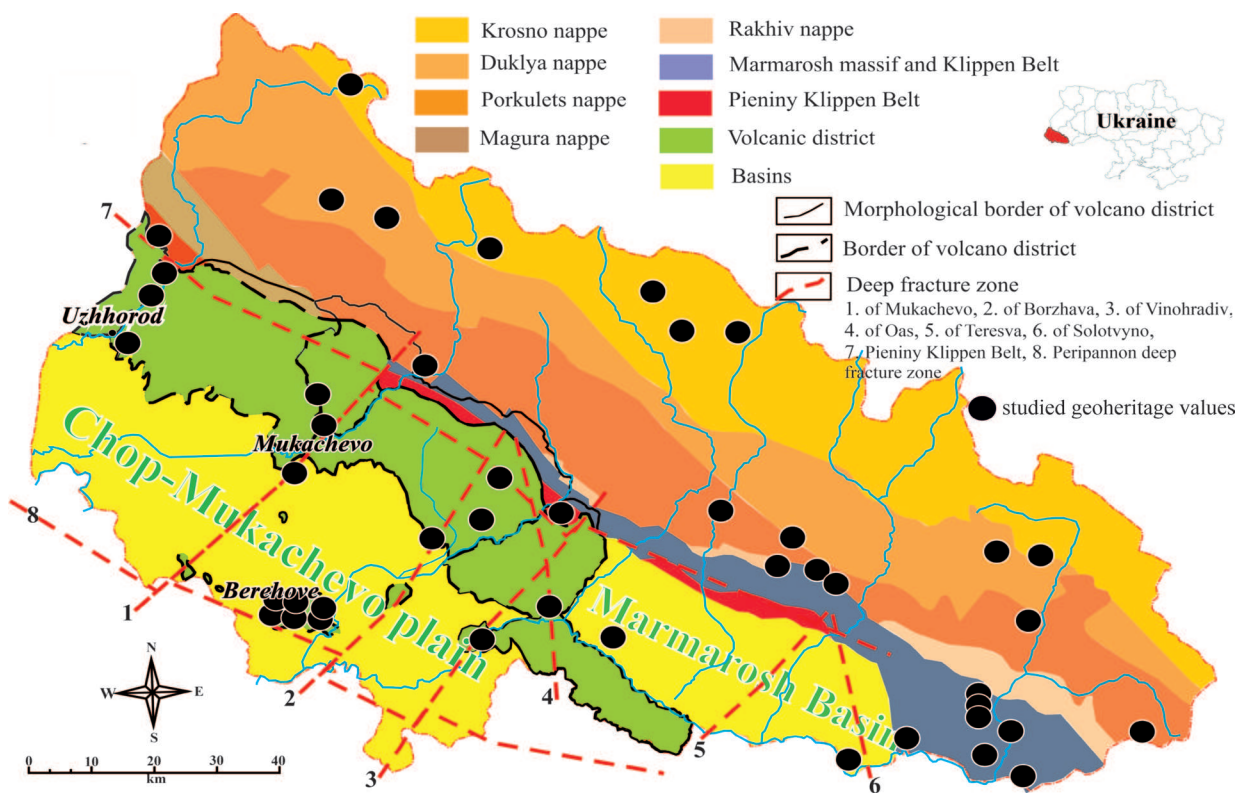 Krosno nappe
Duklya nappe
Porkulets nappe
Magura nappe
Rakhiv nappe
Marmarosh massif and Klippen Belt
Pieniny Klippen Belt
Volcanic district
Basins
Ukraine
Morphological border of volcano district
Border of volcano district
Deep fracture zone
1. of Mukachevo, 2. of Borzhava, 3. of Vinohradiv,
4. of Oas, 5. of Teresva, 6. of Solotvyno,
7. Pieniny Klippen Belt, 8. Peripannon deep
fracture zone
studied geoheritage values
7
Uzhhorod
Mukachevo
Chop-Mukachevo plain
8
Berehove
Marmarosh Basin
1
2
3
4
5
6
N
W E
S
0 10 20 30 40
km